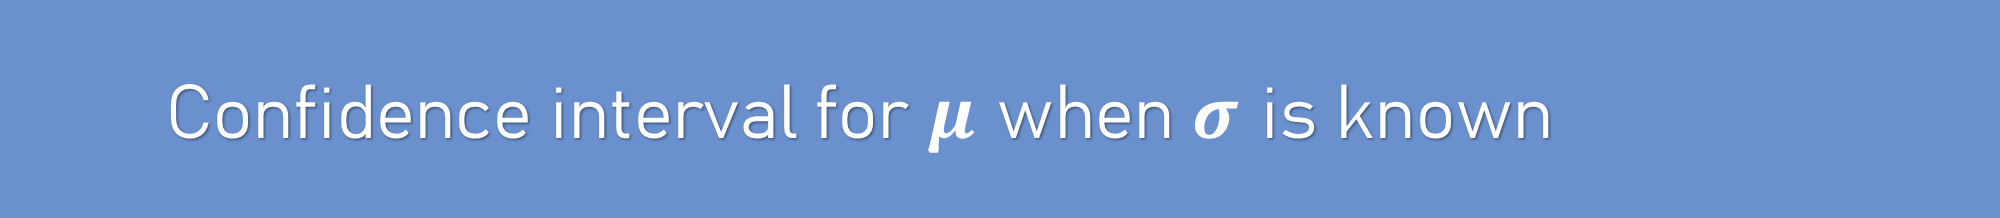 Confidence interval for μ when σ is known